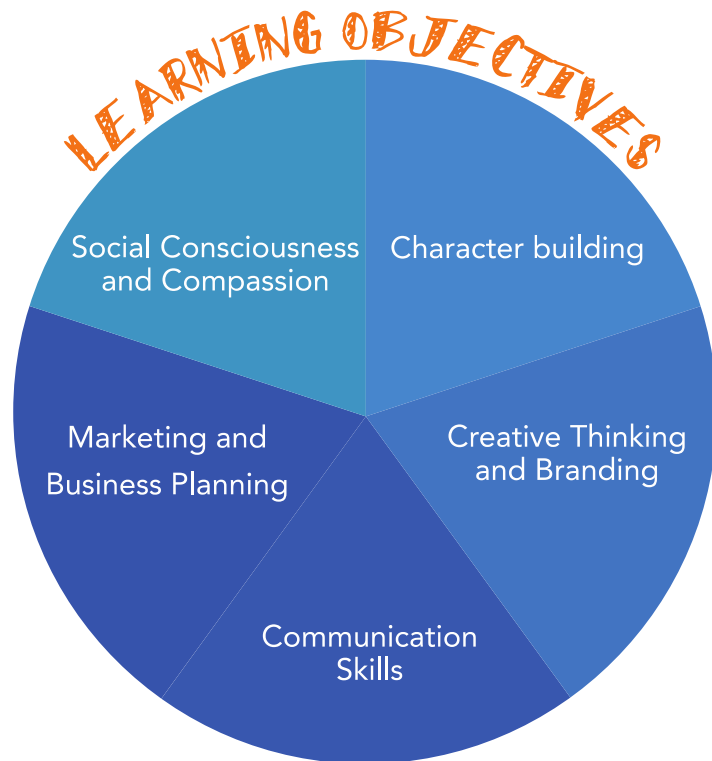 LEARNING OBJECTIVES
Social Consciousness
and Compassion
Character building
Marketing and
Business Planning
Creative Thinking
and Branding
Communication
Skills